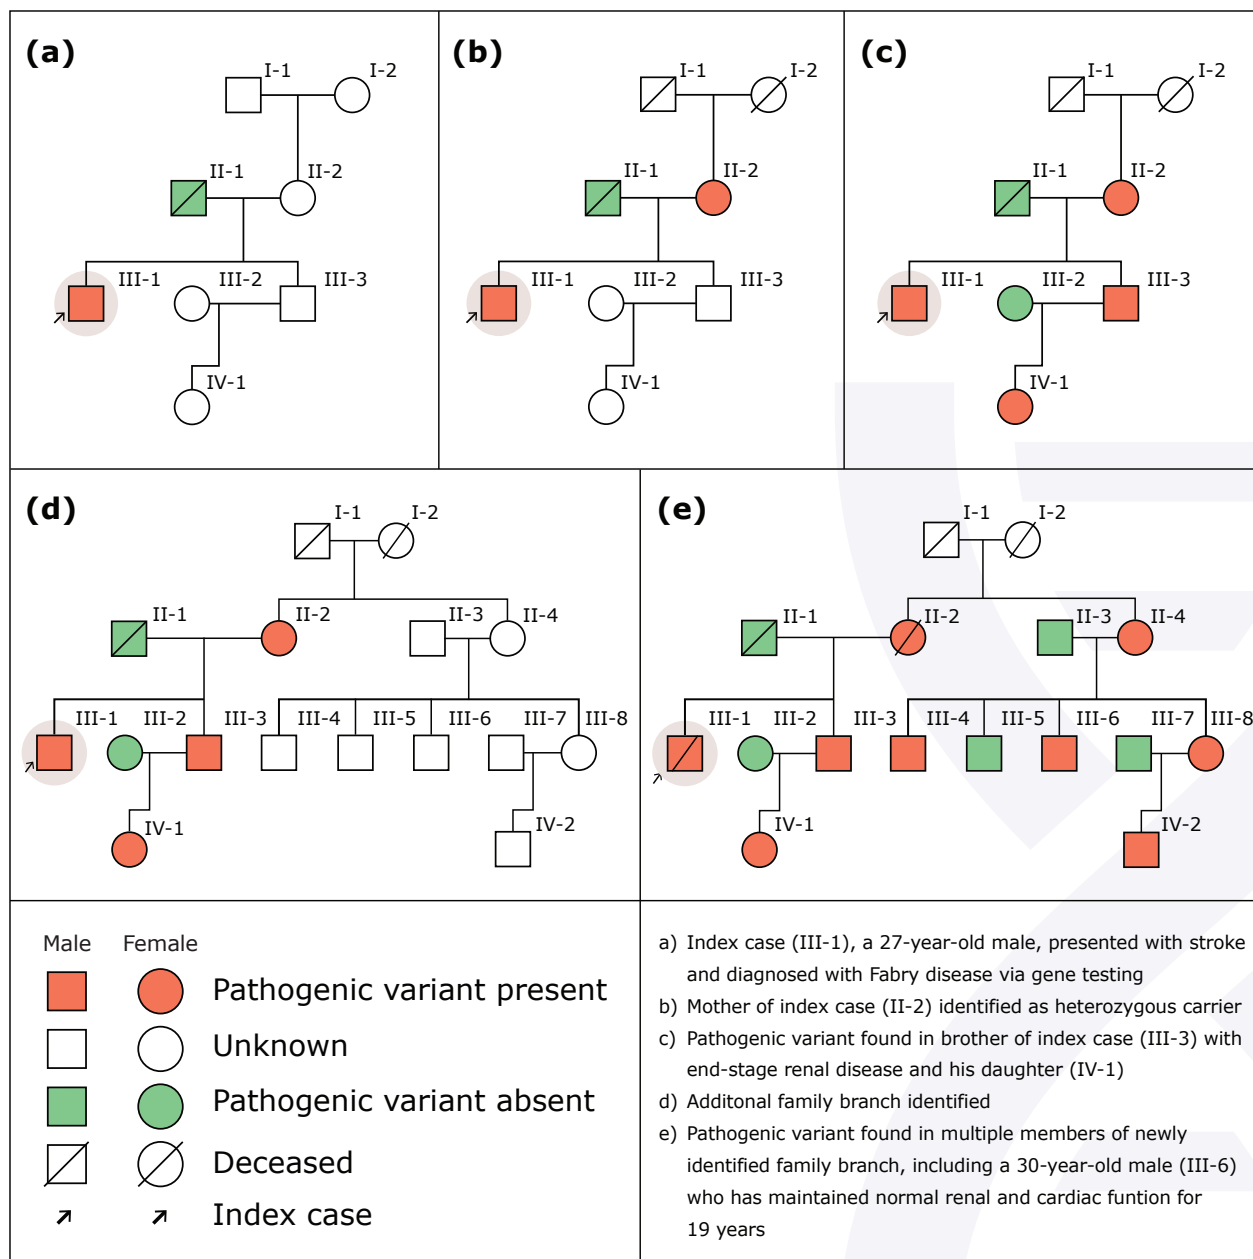 (a)
I-1
I-2
II-1
II-2
III-1
III-2
III-3
IV-1
(b)
I-1
I-2
II-1
II-2
III-1
III-2
III-3
IV-1
(c)
I-1
I-2
II-1
II-2
III-1
III-2
III-3
IV-1
(d)
I-1
I-2
II-1
II-2
II-3
II-4
III-1
III-2
III-3
III-4
III-5
III-6
III-7
III-8
IV-1
IV-2
(e)
I-1
I-2
II-1
II-2
II-3
II-4
III-1
III-2
III-3
III-4
III-5
III-6
III-7
III-8
IV-1
IV-2
Male Female
Pathogenic variant present
Unknown
Pathogenic variant absent
Deceased
Index case
a) Index case (III-1), a 27-year-old male, presented with stroke
and diagnosed with Fabry disease via gene testing
b) Mother of index case (II-2) identified as heterozygous carrier
c) Pathogenic variant found in brother of index case (III-3) with
end-stage renal disease and his daughter (IV-1)
d) Additonal family branch identified
e) Pathogenic variant found in multiple members of newly
identified family branch, including a 30-year-old male (III-6)
who has maintained normal renal and cardiac funtion for
19 years